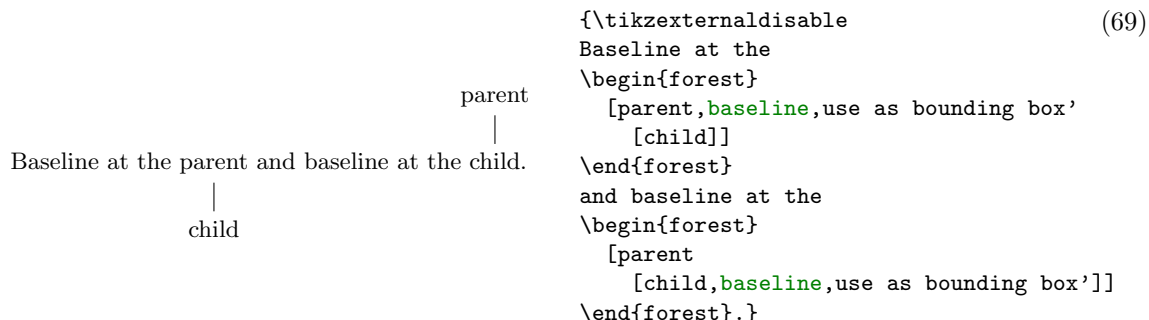 parent
Baseline at the parent and baseline at the child.
child
{\tikzexternaldisable
Baseline at the
\begin{forest}
[parent,baseline,use as bounding box’
[child]]
\end{forest}
and baseline at the
\begin{forest}
[parent
[child,baseline,use as bounding box’]]
\end{forest}.}
(69)